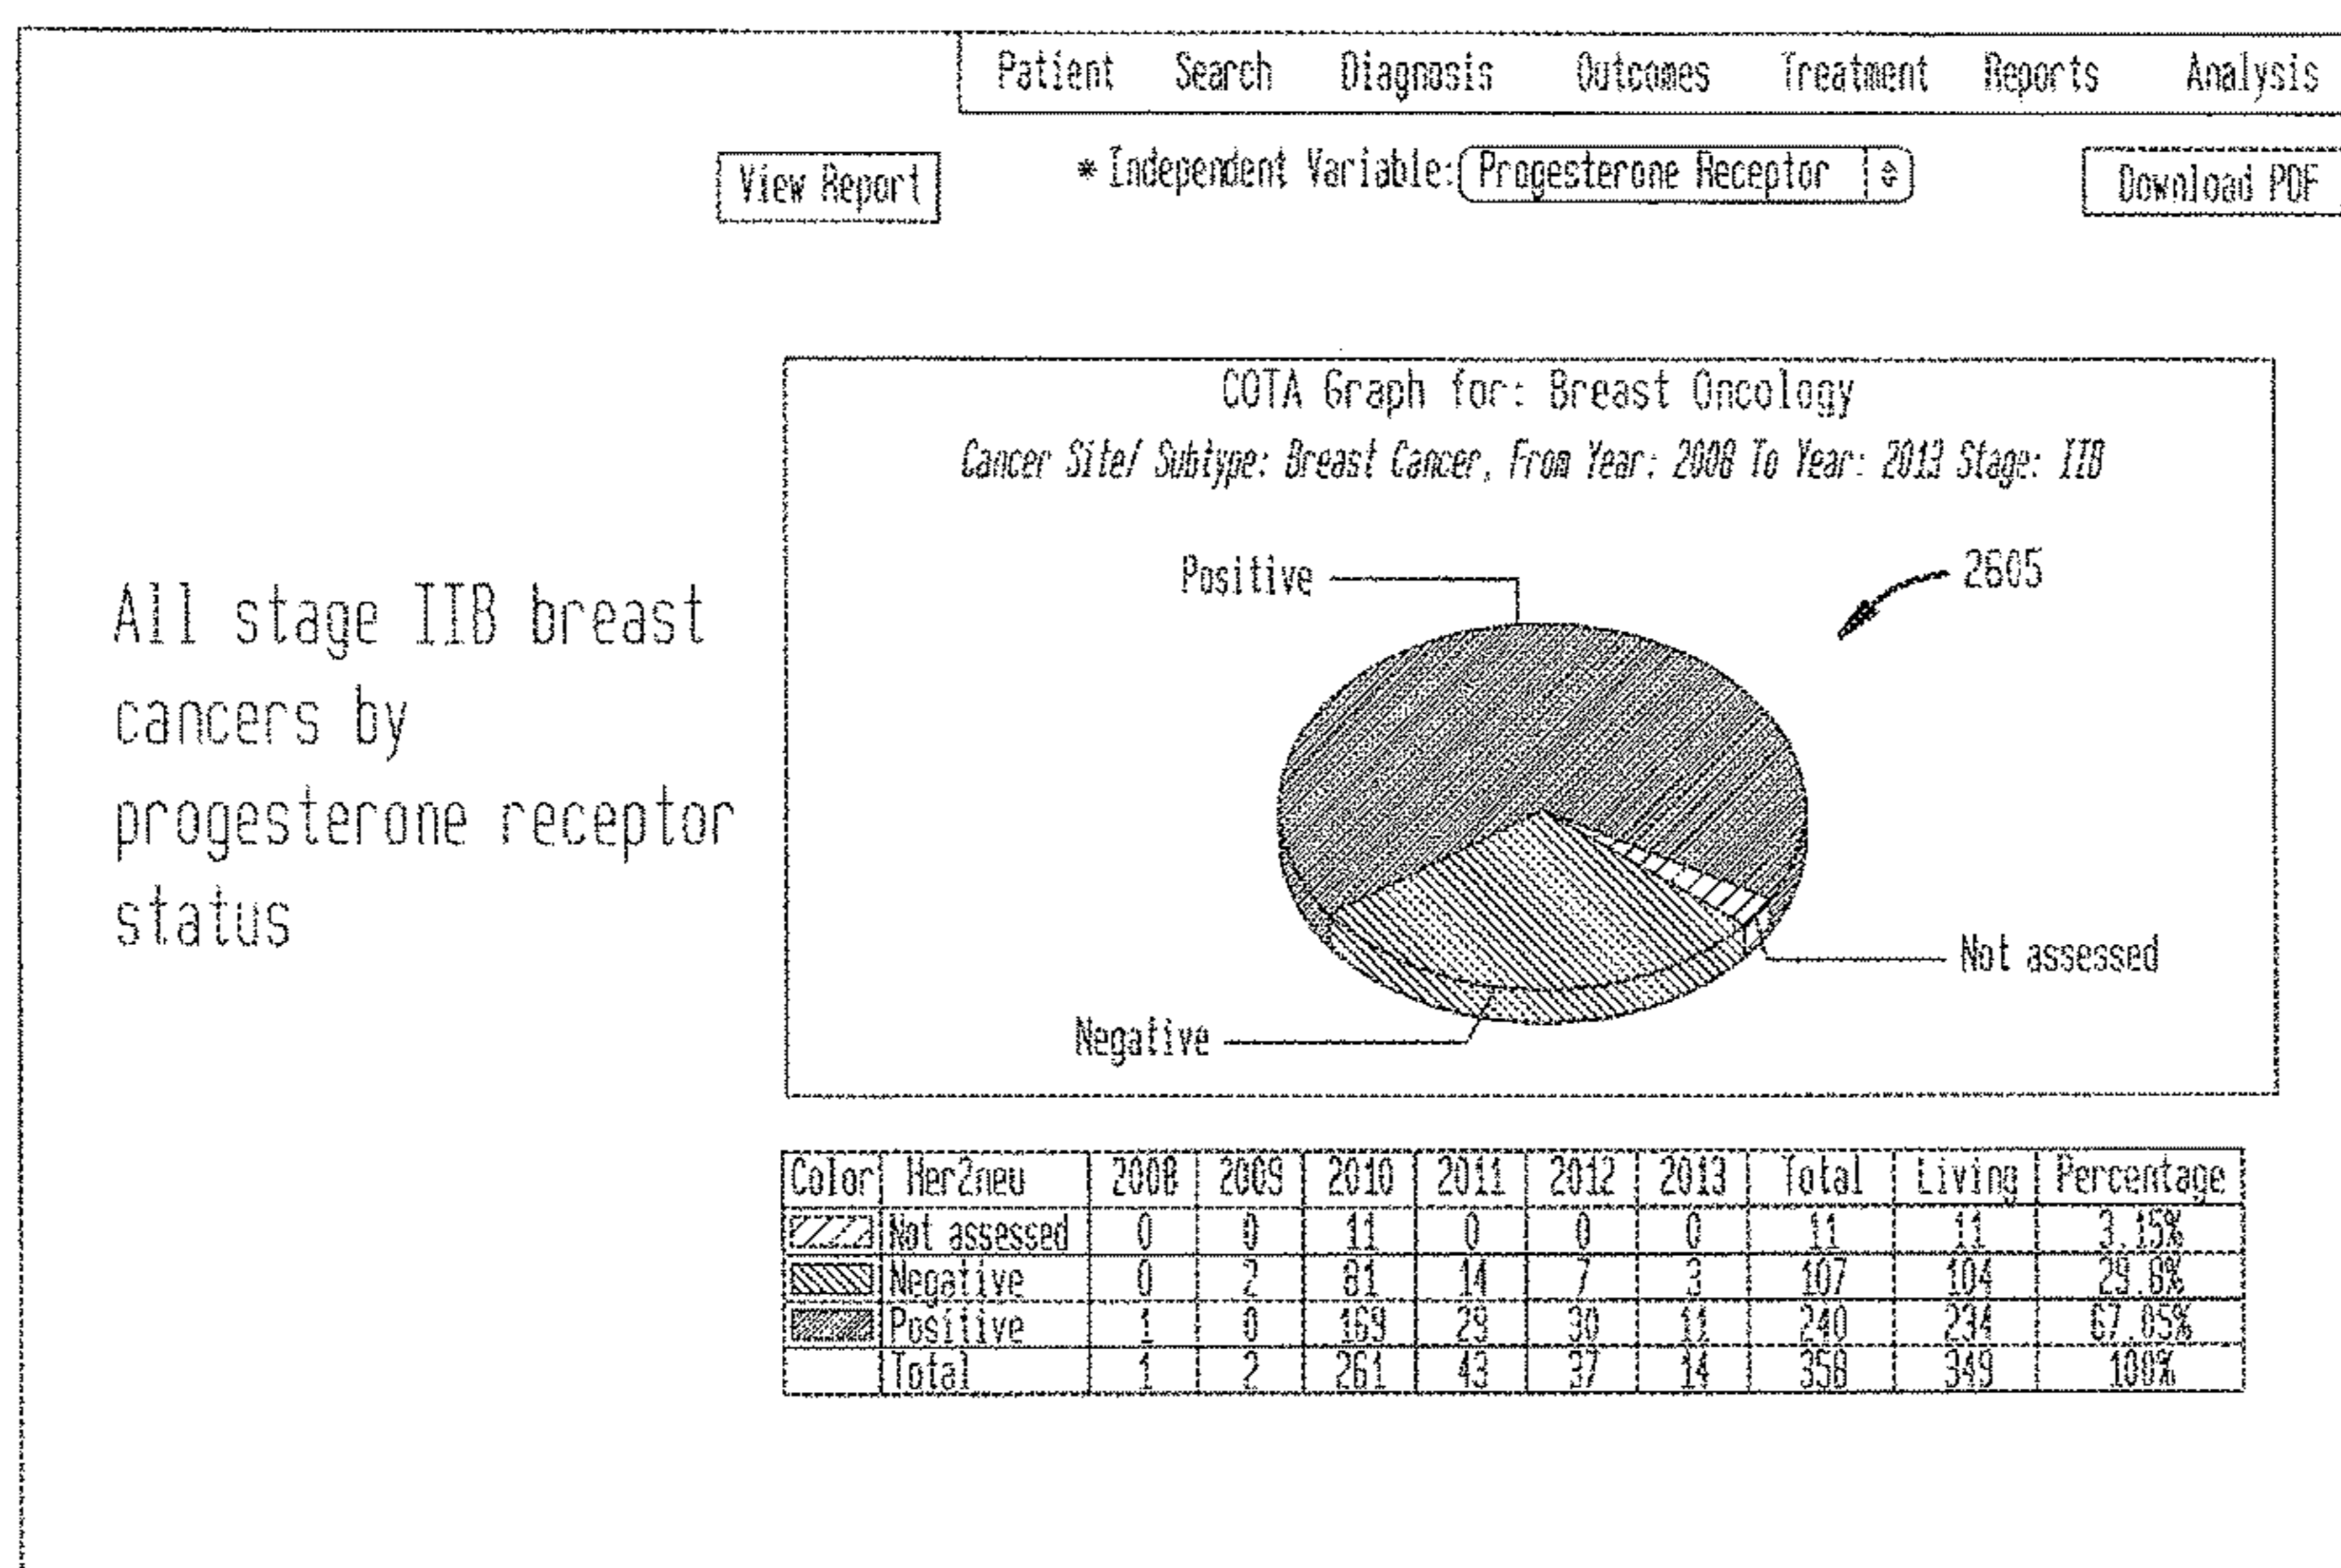 Patient Search Diagnosis Outcomes Treatment Reports Analysis
View Report * Independent Variable: Progesterone Receptor Download PDF
COTA Graph for: Breast Oncology
Cancer Site/ Subtype: Breast Cancer, From Year: 2008 To Year: 2013 Stage: IIB
All stage IIB breast
cancers by
progesterone receptor
status
Positive
2605
Not assessed
Negative
Color Her2neu 2008 2009 2010 2011 2012 2013 Total Living Percentage
Not assessed 0 0 11 0 0 0 11 11 3.15%
Negative 0 2 81 14 7 3 107 104 29.8%
Positive 1 0 169 29 30 11 240 234 67.05%
Total 1 2 261 43 37 14 358 349 100%